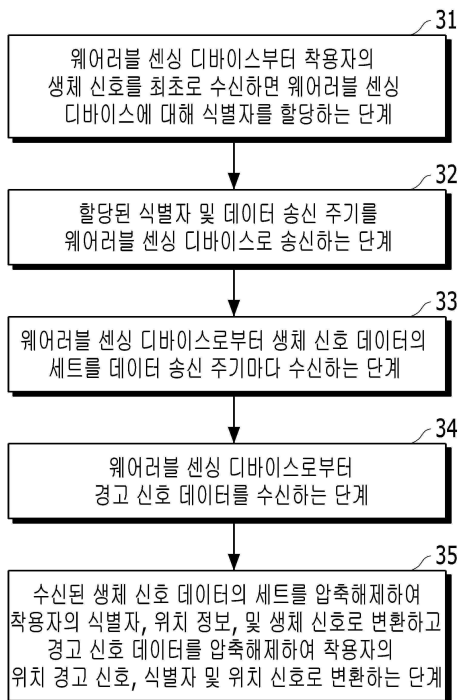 31
웨어러블 센싱 디바이스부터 착용자의
생체 신호를 최초로 수신하면 웨어러블 센싱
디바이스에 대해 식별자를 할당하는 단계
32
할당된 식별자 및 데이터 송신 주기를
웨어러블 센싱 디바이스로 송신하는 단계
33
웨어러블 센싱 디바이스로부터 생체 신호 데이터의
세트를 데이터 송신 주기마다 수신하는 단계
34
웨어러블 센싱 디바이스로부터
경고 신호 데이터를 수신하는 단계
35
수신된 생체 신호 데이터의 세트를 압축해제하여
착용자의 식별자, 위치 정보, 및 생체 신호로 변환하고
경고 신호 데이터를 압축해제하여 착용자의
위치 경고 신호, 식별자 및 위치 신호로 변환하는 단계